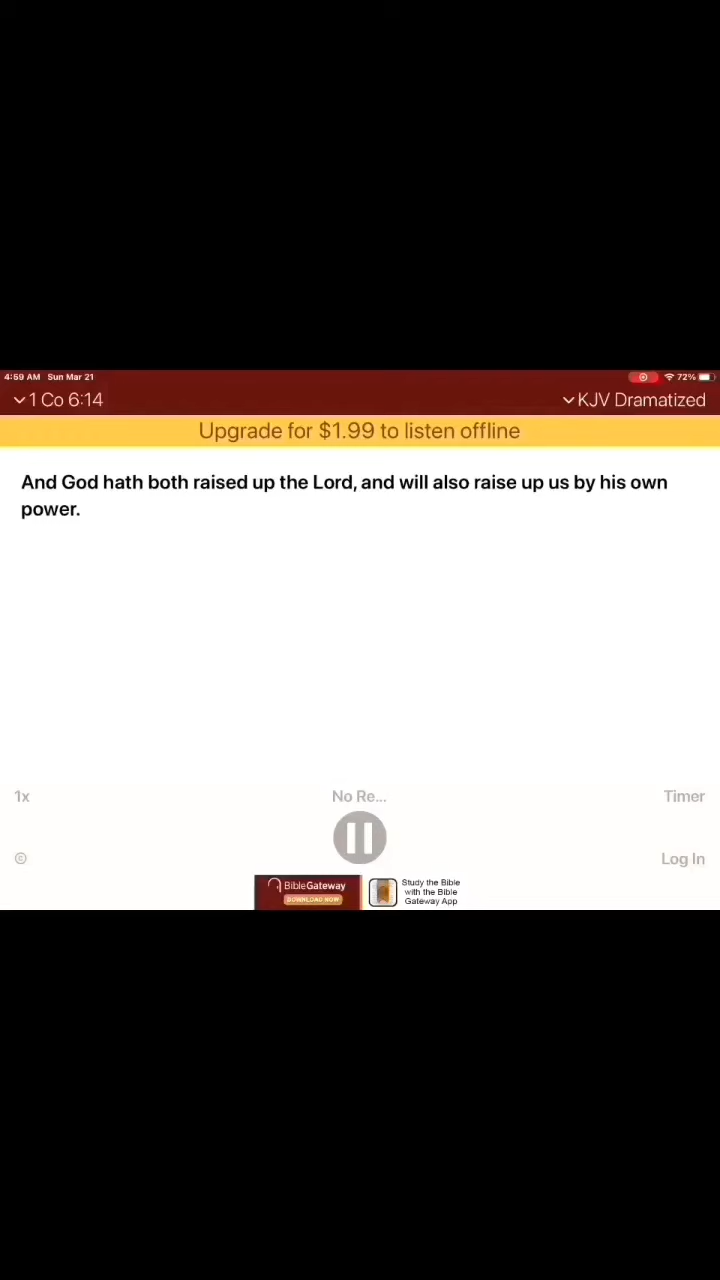 4:59 AM Sun Mar 21
72%
1 Co 6:14
KJV Dramatized
Upgrade for $1.99 to listen offline
And God hath both raised up the Lord, and will also raise up us by his own
power.
1x
No Re...
Timer
©
Log In
BibleGateway
DOWNLOAD NOW
Study the Bible
with the Bible
Gateway App